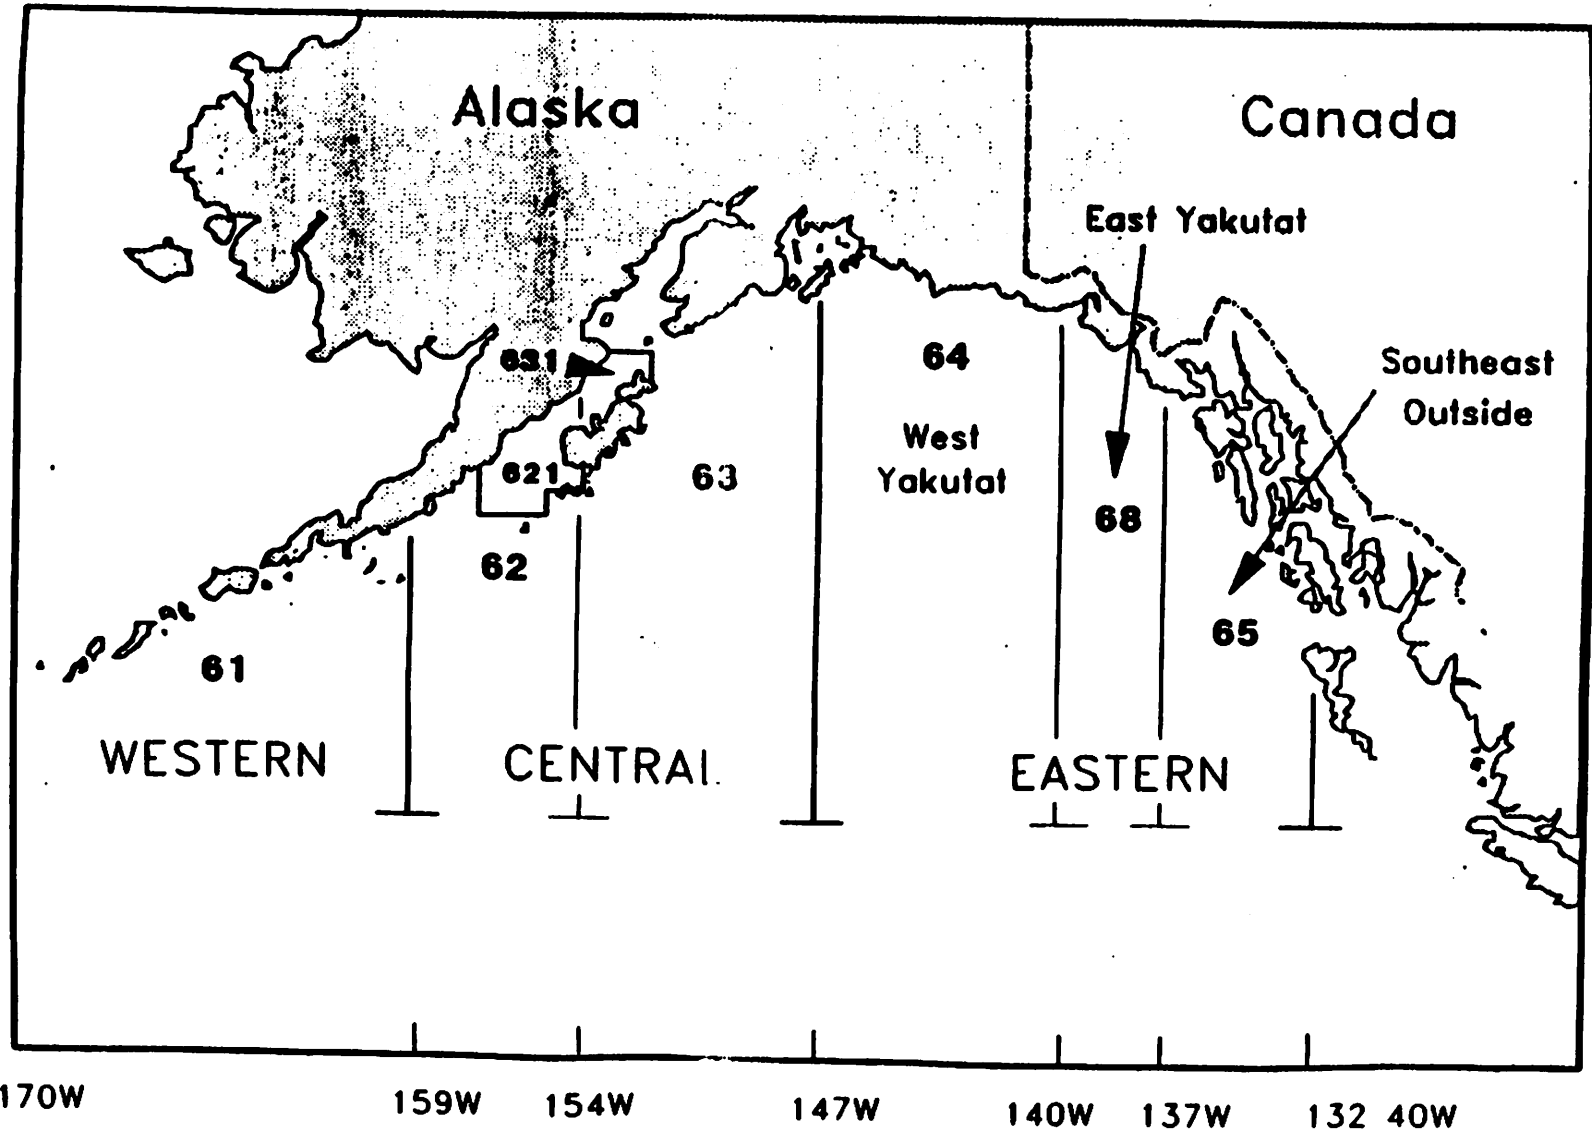 Alaska
Canada
East Yakutat
631
64
Southeast
Outside
West
Yakutat
621
63
68
62
65
61
WESTERN
CENTRAL
EASTERN
170W
159W
154W
147W
140W
137W
132 40W